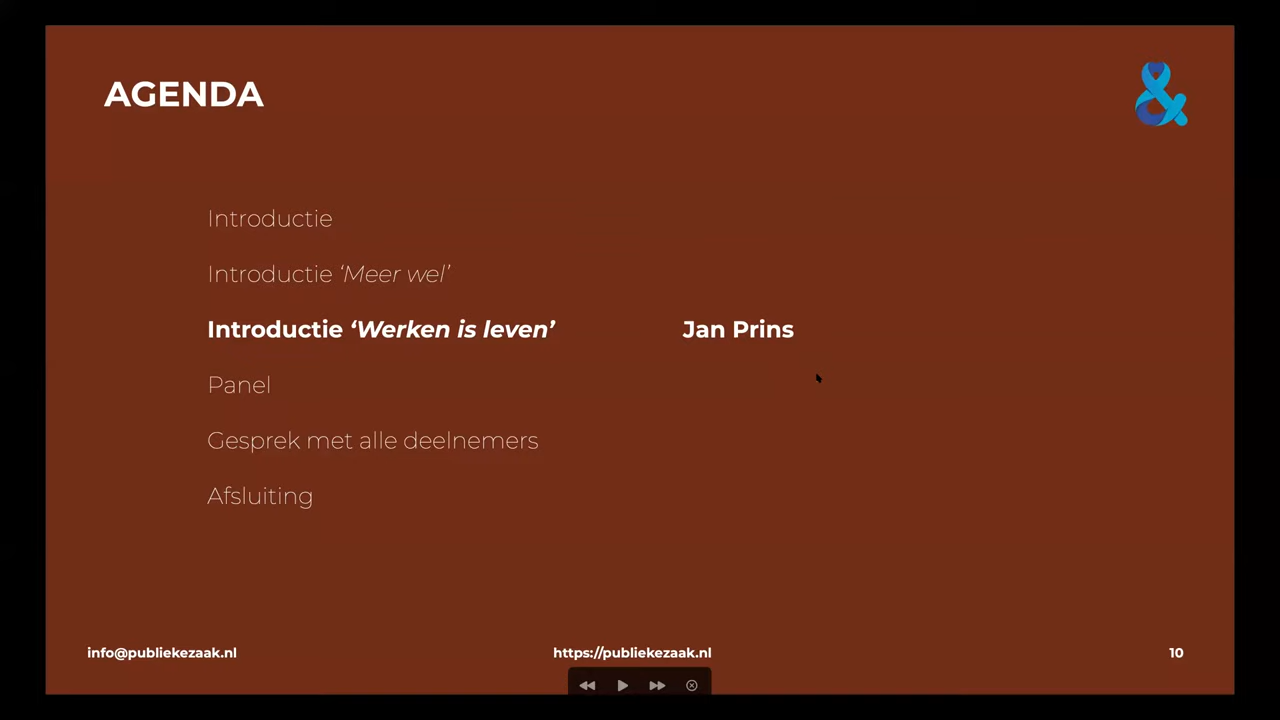 AGENDA
Introductie
Introductie ‘Meer wel’
Introductie ‘Werken is leven’ Jan Prins
Panel
Gesprek met alle deelnemers
Afsluiting
info@publiekezaak.nl https://publiekezaak.nl 10